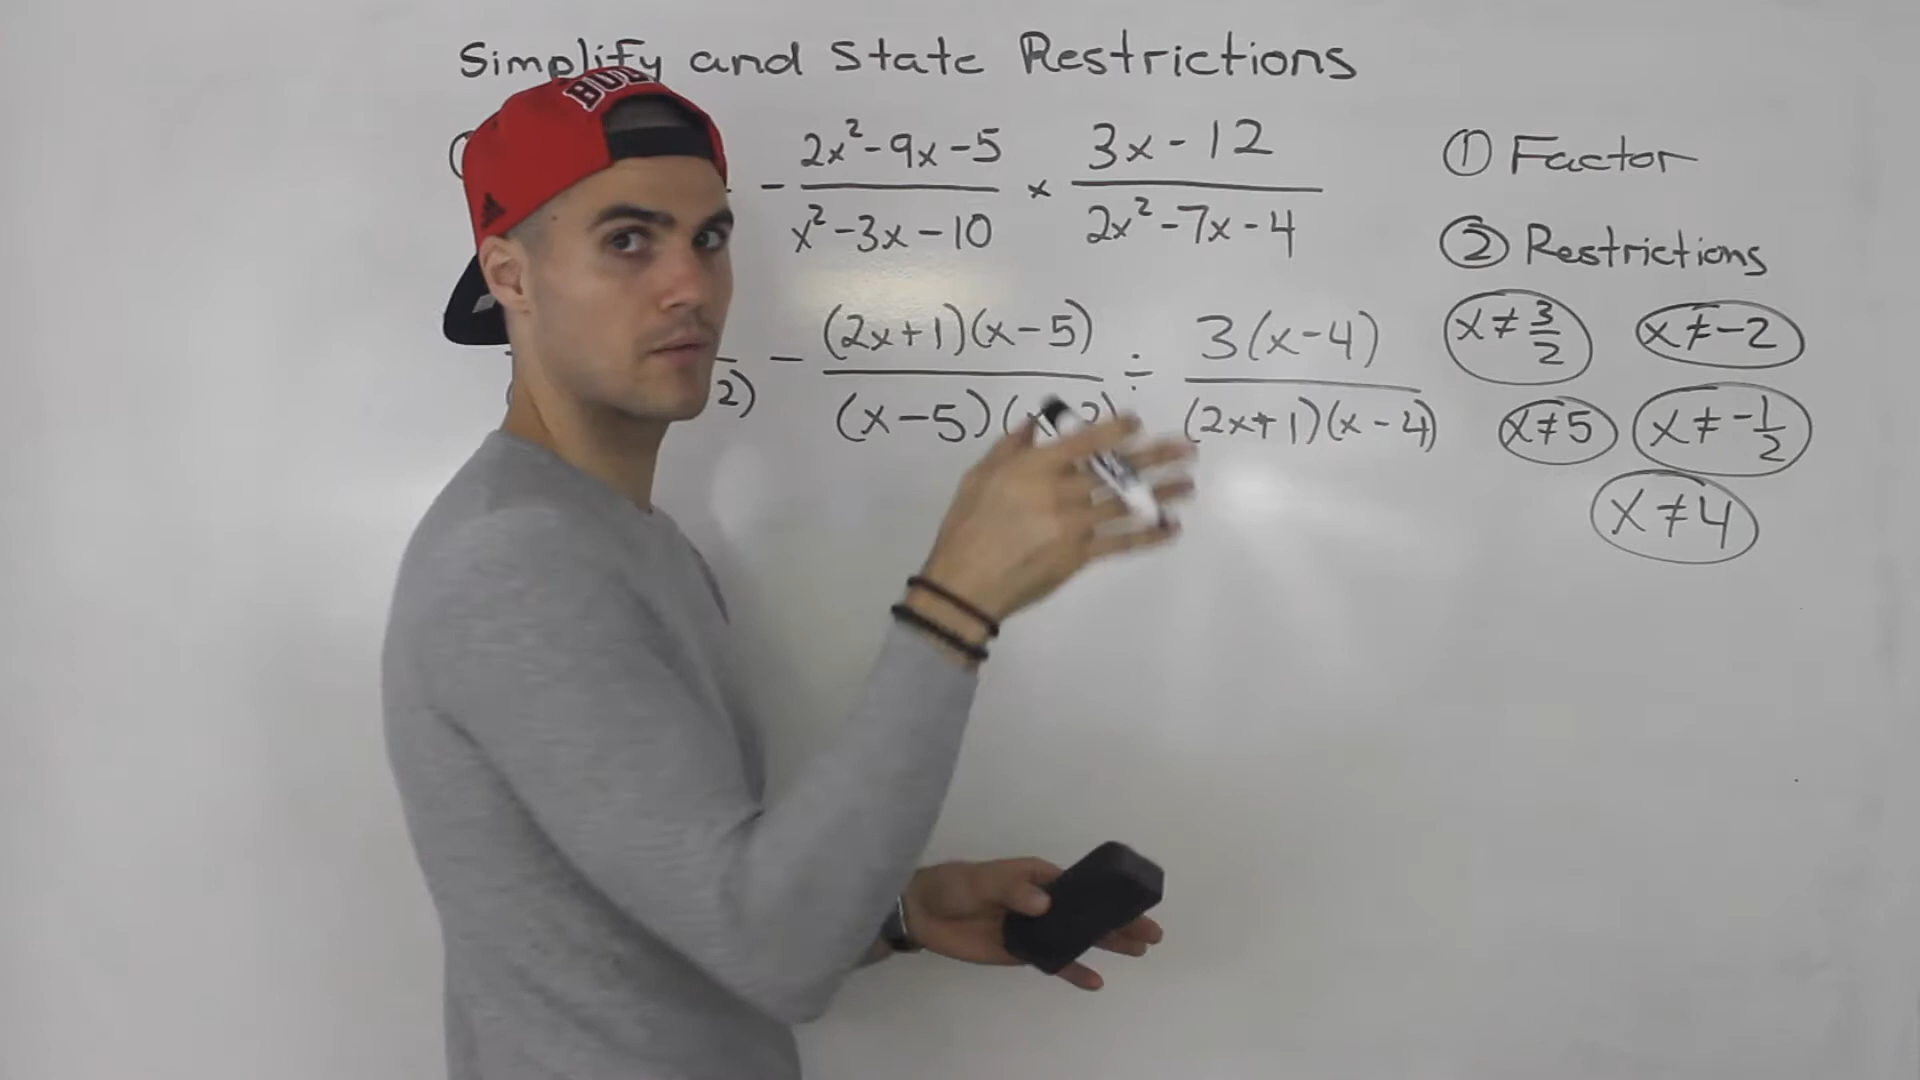 Simplify and State Restrictions
- 2x²-9x-5 / x²-3x-10 × 3x-12 / 2x²-7x-4
① Factor
② Restrictions
2) - (2x+1)(x-5) / (x-5)(x 2) ÷ 3(x-4) / (2x+1)(x-4)
x≠3/2 x≠-2
x≠5 x≠-1/2
x≠4